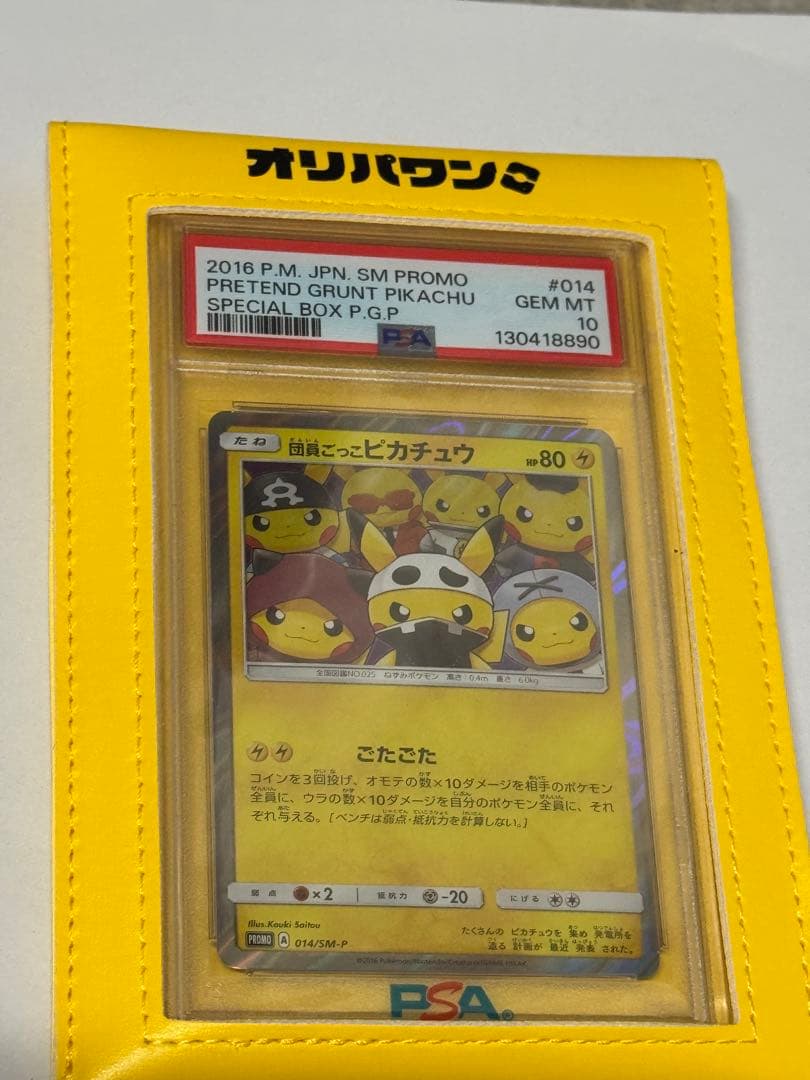 オリパワン
2016 P.M. JPN. SM PROMO #014
PRETEND GRUNT PIKACHU GEM MT
SPECIAL BOX P.G.P 10
PSA 130418890
たね 団員ごっこピカチュウ HP80
全国図鑑NO.025 ねずみポケモン 高さ:0.4m 重さ:6.0kg
ごたごた
コインを3回投げ、オモテの数×10ダメージを相手のポケモン
全員に、ウラの数×10ダメージを自分のポケモン全員に、それ
ぞれ与える。[ベンチは弱点・抵抗力を計算しない。]
弱点 ×2 抵抗力 -20 にげる
Illus.Kouki Saitou
たくさんの ピカチュウを 集め 発電所を
造る 計画が 最近 発表 された。
PROMO A 014/SM-P
PSA